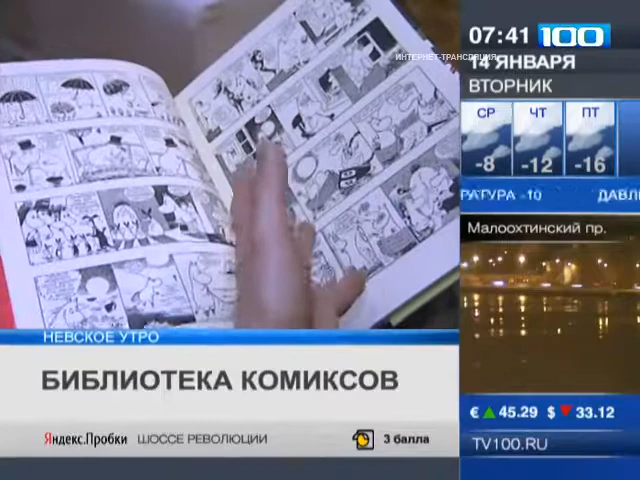 07:41 100
ИНТЕРНЕТ-ТРАНСЛЯЦИЯ
14 ЯНВАРЯ
ВТОРНИК
СР ЧТ ПТ
-8 -12 -16
РАТУРА -10 ДАВЛ
Малоохтинский пр.
НЕВСКОЕ УТРО
БИБЛИОТЕКА КОМИКСОВ
Яндекс.Пробки ШОССЕ РЕВОЛЮЦИИ 3 балла
€ 45.29 $ 33.12
TV100.RU